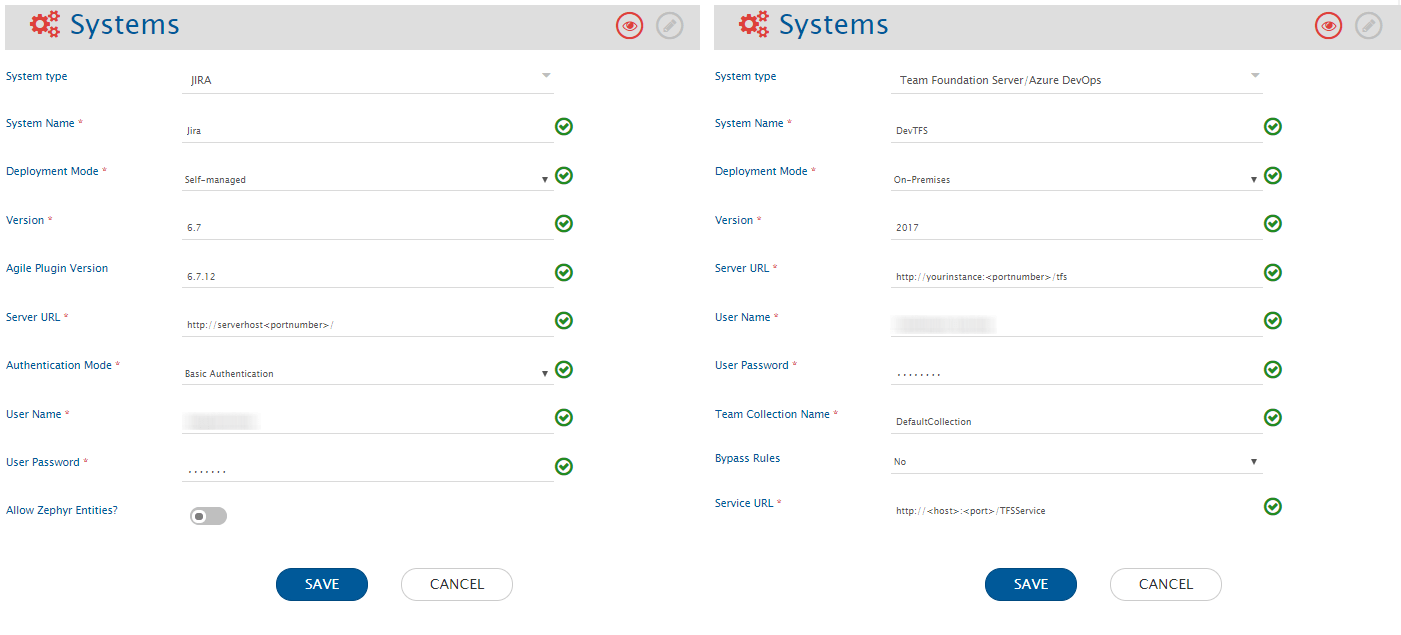 Systems
System type
JIRA
System Name *
Jira
Deployment Mode *
Self-managed
Version *
6.7
Agile Plugin Version
6.7.12
Server URL *
http://serverhost<portnumber>/
Authentication Mode *
Basic Authentication
User Name *
User Password *
.......
Allow Zephyr Entities?
SAVE CANCEL
Systems
System type
Team Foundation Server/Azure DevOps
System Name *
DevTFS
Deployment Mode *
On-Premises
Version *
2017
Server URL *
http://yourinstance:<portnumber>/tfs
User Name *
User Password *
........
Team Collection Name *
DefaultCollection
Bypass Rules
No
Service URL *
http://<host>:<port>/TFSService
SAVE CANCEL